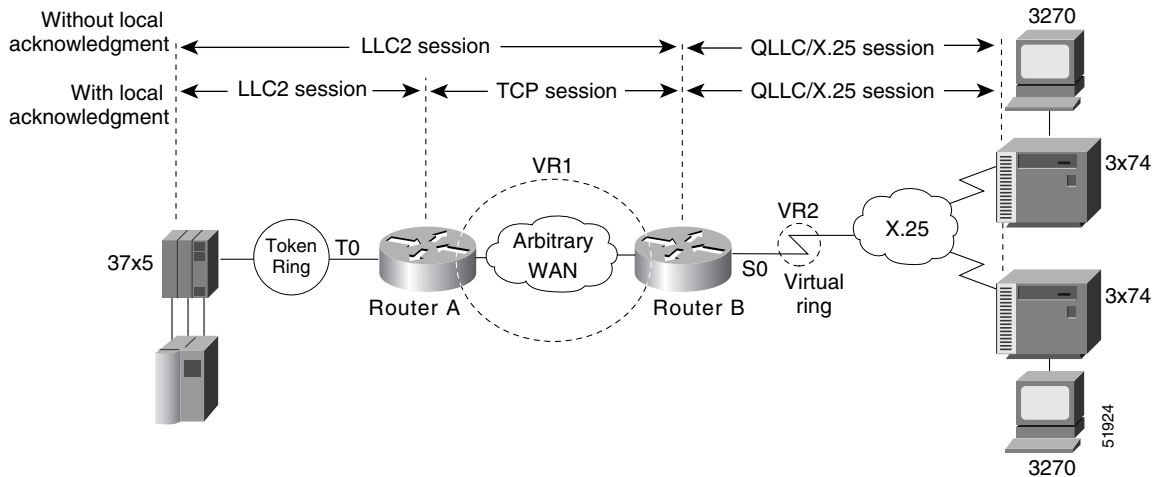 Without local
acknowledgment
LLC2 session
QLLC/X.25 session
3270
With local
acknowledgment
LLC2 session
TCP session
QLLC/X.25 session
3x74
VR1
VR2
X.25
37x5
Token
Ring
T0
Arbitrary
WAN
S0
Router A
Router B
Virtual
ring
3x74
51924
3270